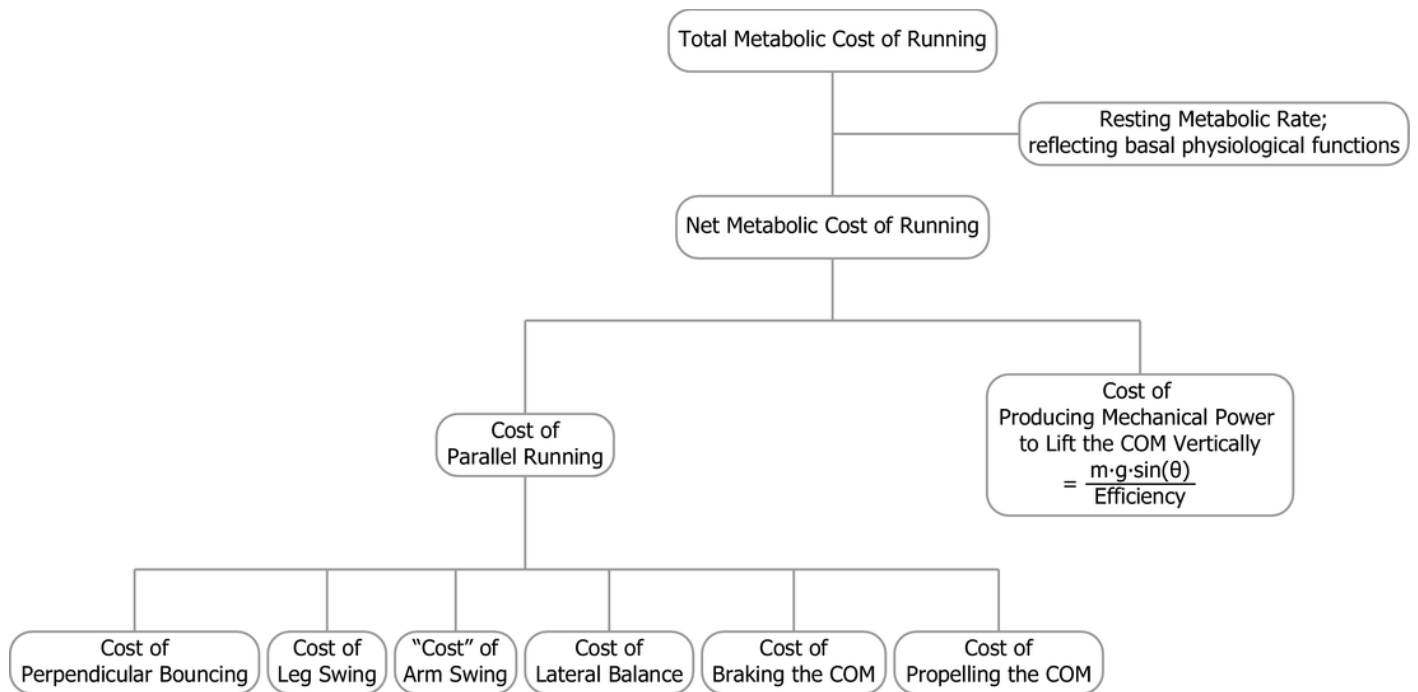 Total Metabolic Cost of Running
Resting Metabolic Rate;
reflecting basal physiological functions
Net Metabolic Cost of Running
Cost of
Parallel Running
Cost of
Producing Mechanical Power
to Lift the COM Vertically
= m·g·sin(θ)
Efficiency
Cost of
Perpendicular Bouncing
Cost of
Leg Swing
“Cost” of
Arm Swing
Cost of
Lateral Balance
Cost of
Braking the COM
Cost of
Propelling the COM